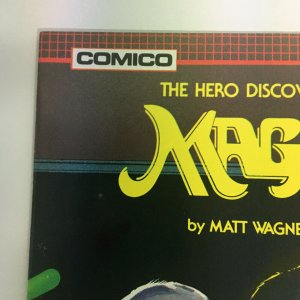 COMICO
THE HERO DISCOV
MAG
by MATT WAGNE